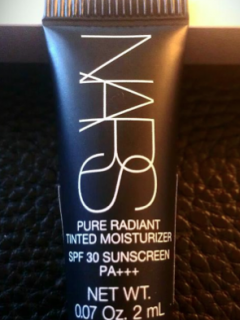 NARS
PURE RADIANT
TINTED MOISTURIZER
SPF 30 SUNSCREEN
PA+++
NET WT.
0.07 Oz. 2 mL